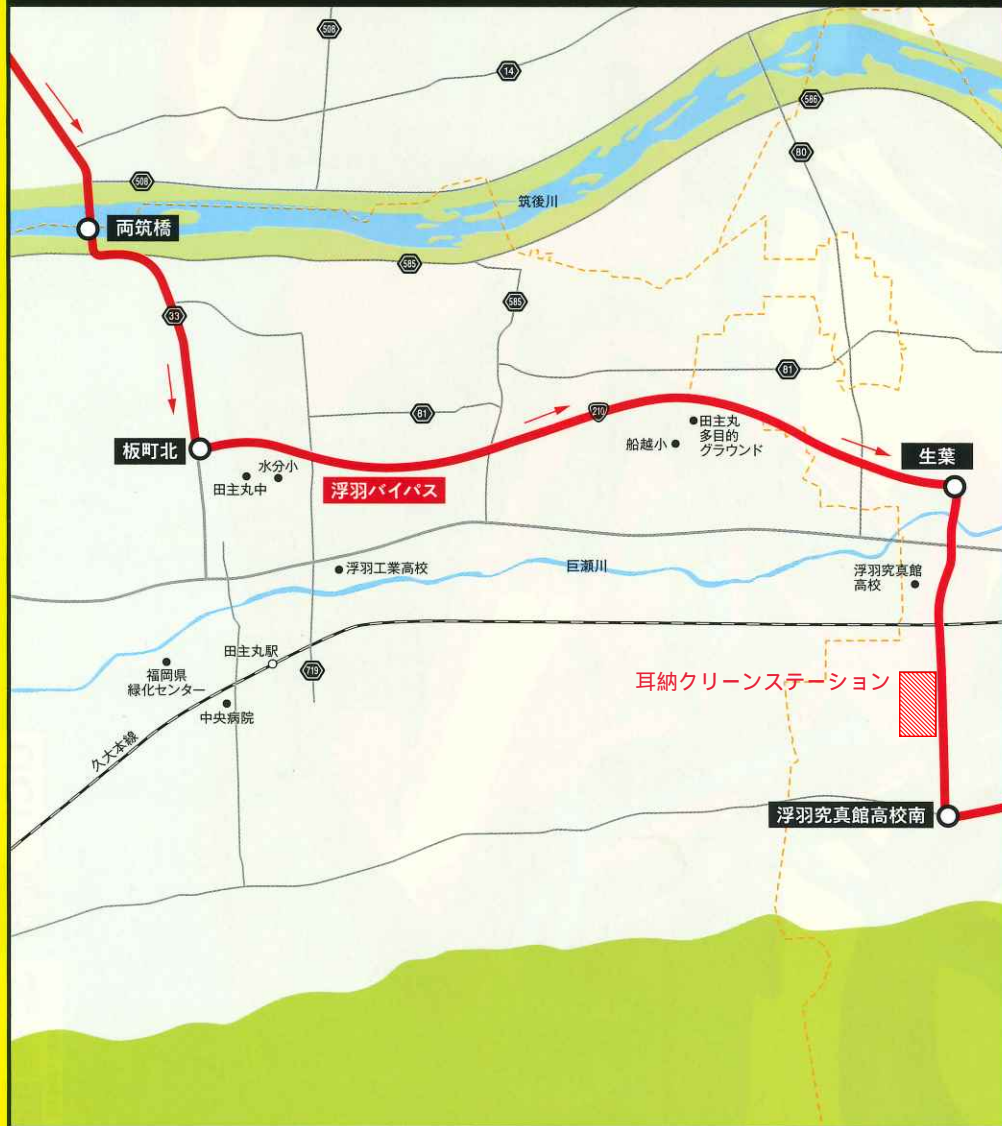 508
14
586
80
508
筑後川
両筑橋
585
585
33
81
81
210
田主丸
多目的
グラウンド
船越小
板町北
水分小
田主丸中
生葉
浮羽バイパス
浮羽工業高校
巨瀬川
浮羽究真館
高校
田主丸駅
福岡県
緑化センター
719
耳納クリーンステーション
中央病院
久大本線
浮羽究真館高校南